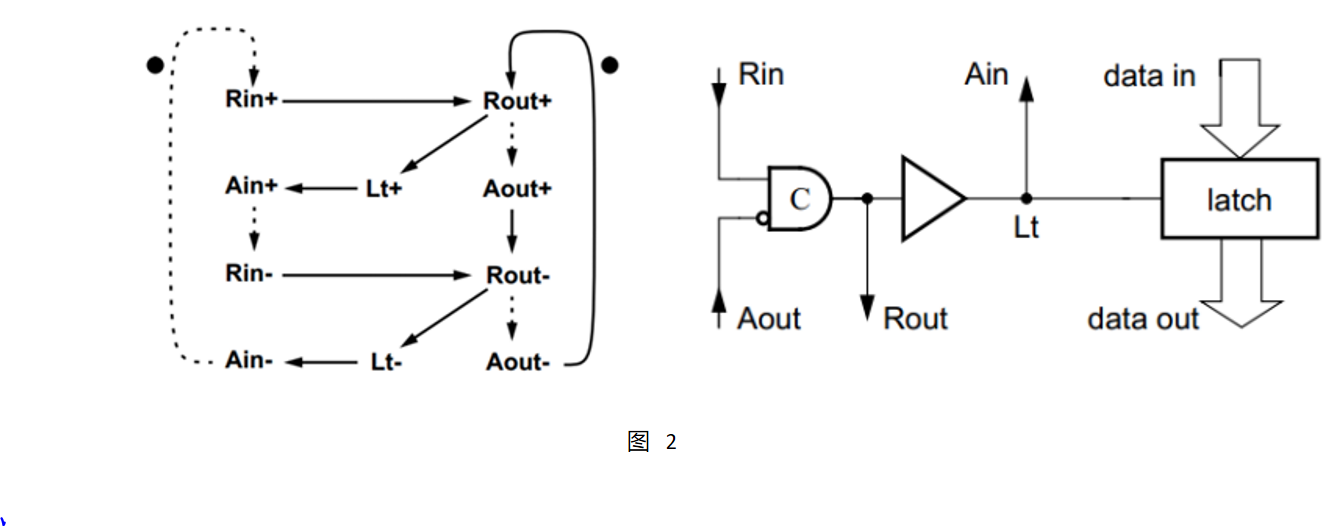 Rin+ Rout+
Ain+ Lt+ Aout+
Rin- Rout-
Ain- Lt- Aout-
Rin Ain data in
C latch
Lt
Aout Rout data out
图 2